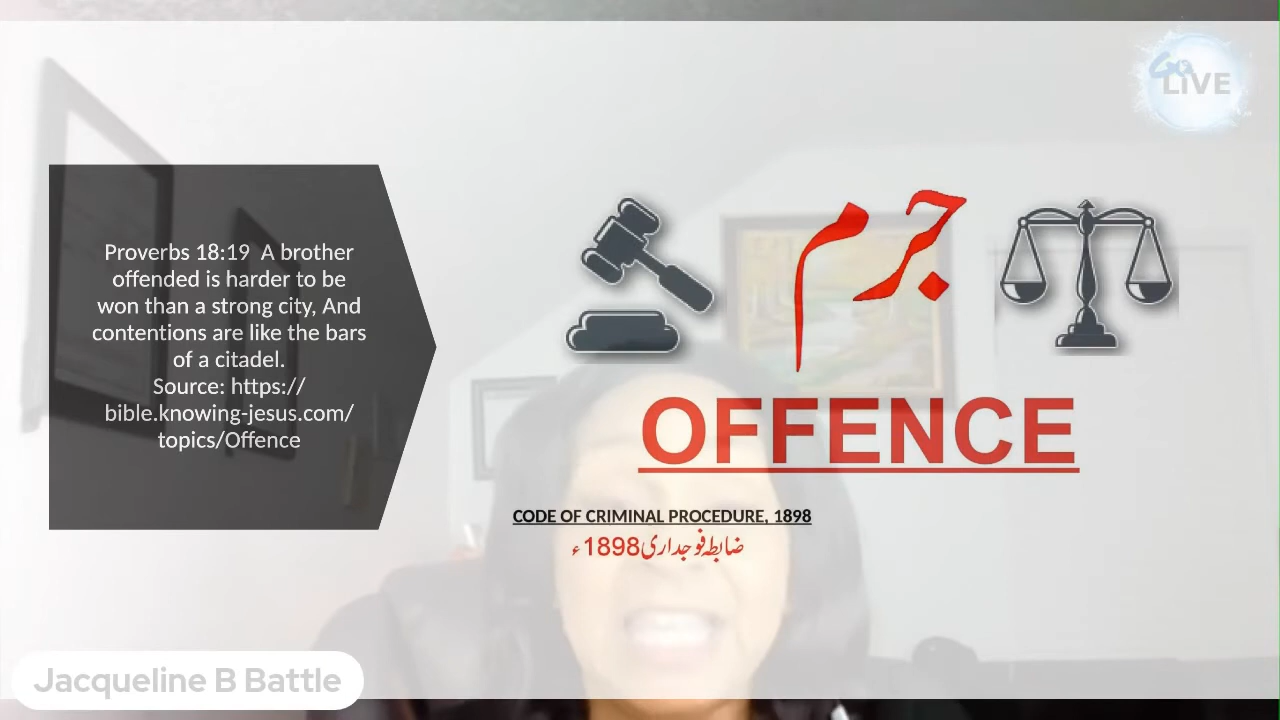 Go
LIVE
Proverbs 18:19  A brother
offended is harder to be
won than a strong city, And
contentions are like the bars
of a citadel.
Source: https://
bible.knowing-jesus.com/
topics/Offence
جرم
OFFENCE
CODE OF CRIMINAL PROCEDURE, 1898
ضابطہ فوجداری 1898ء
Jacqueline B Battle